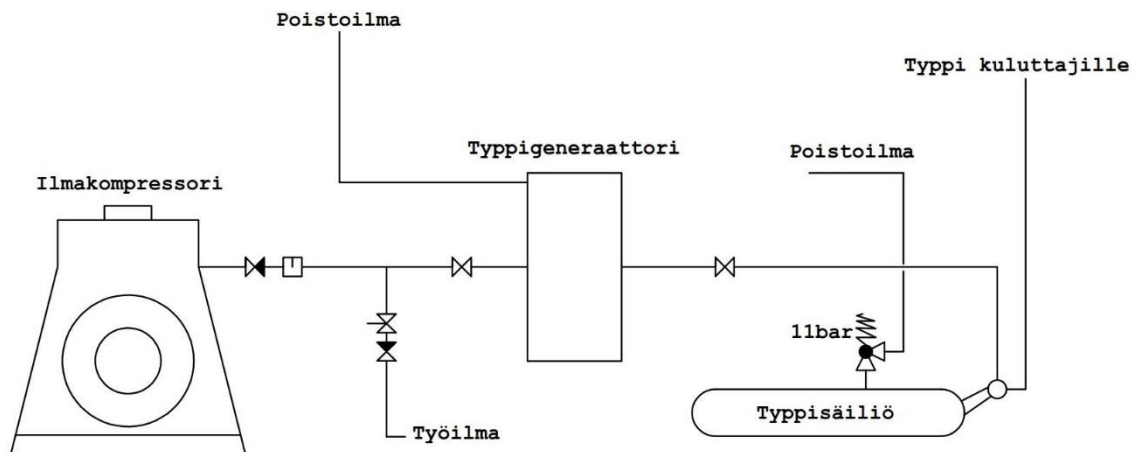 Poistoilma
Typpi kuluttajille
Typpigeneraattori
Poistoilma
Ilmakompressori
11bar
Typpisäiliö
Työilma